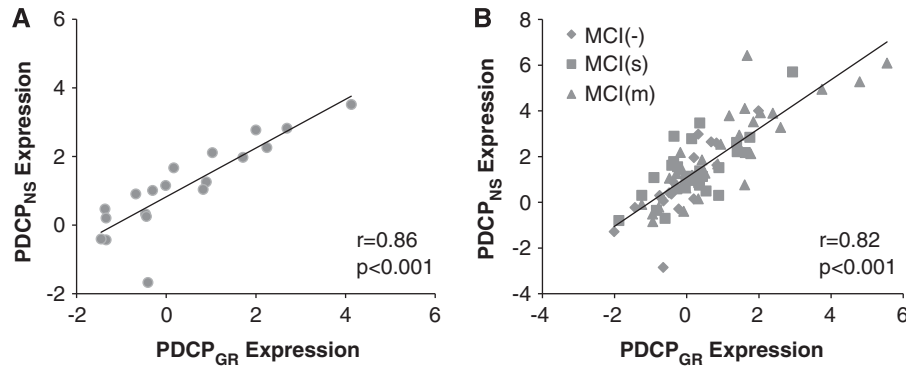 A
6
4
2
0
-2
-2
0
2
4
6
PDCP_NS Expression
PDCP_GR Expression
r=0.86
p<0.001
B
8
6
4
2
0
-2
-4
-4
-2
0
2
4
6
PDCP_NS Expression
PDCP_GR Expression
MCI(-)
MCI(s)
MCI(m)
r=0.82
p<0.001